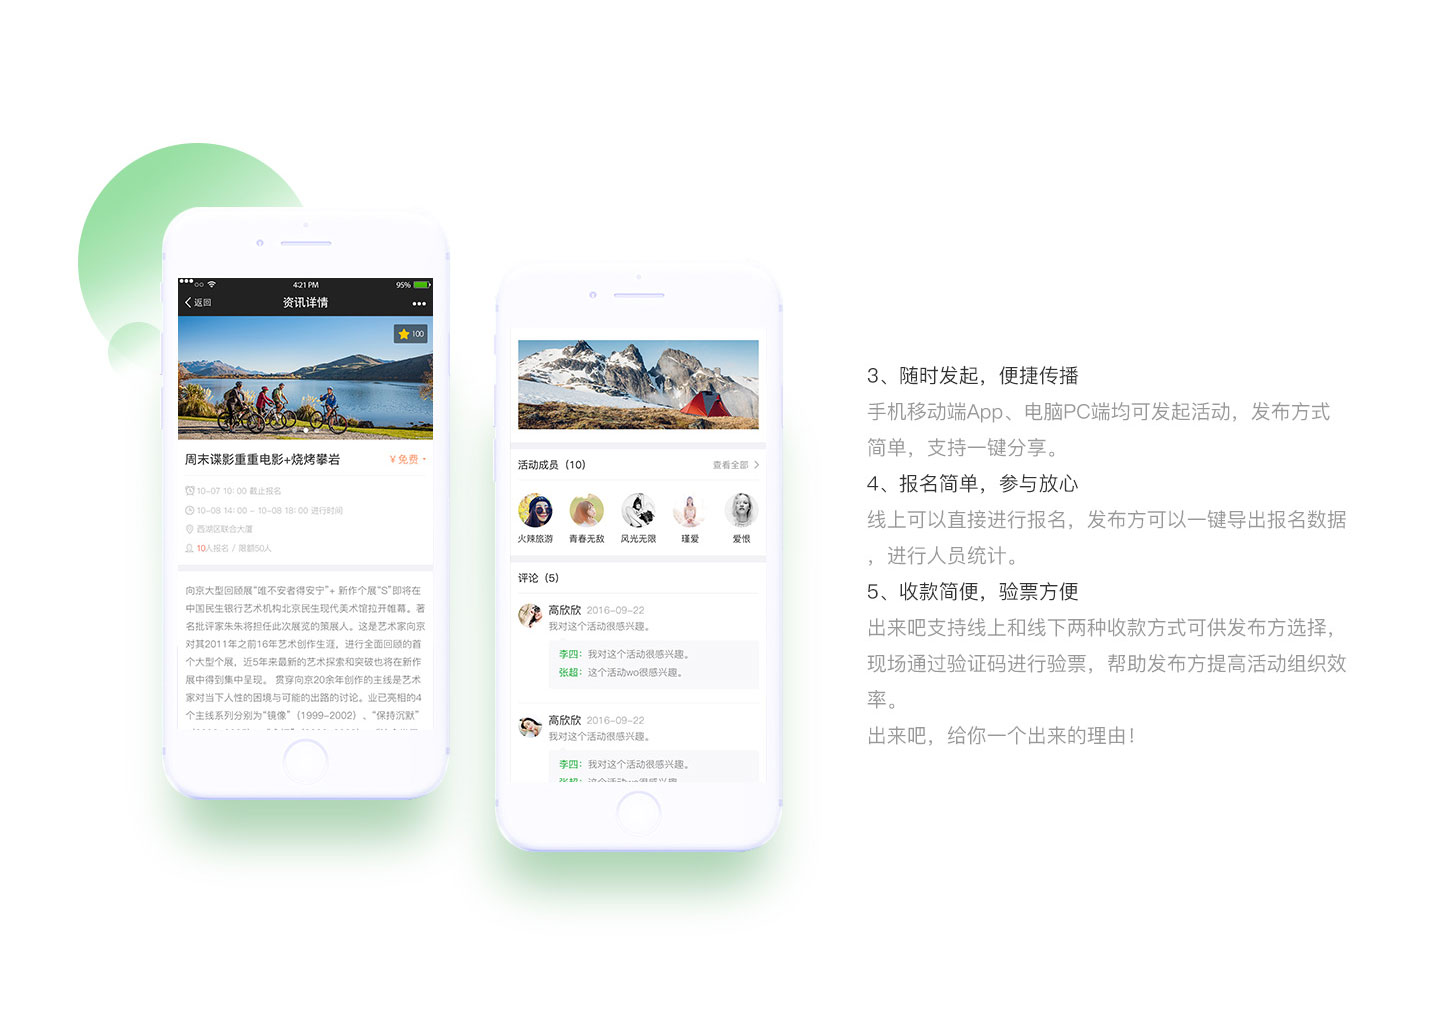 4:21 PM
95%
返回
资讯详情
100
周末谍影重重电影+烧烤攀岩
¥ 免费
10-07 10:00 截止报名
10-08 14:00 - 10-08 18:00 进行时间
西湖区联合大厦
10人报名 / 限额50人
向京大型回顾展“唯不安者得安宁”+ 新作个展“S”即将在
中国民生银行艺术机构北京民生现代美术馆拉开帷幕。著
名批评家朱朱将担任此次展览的策展人。这是艺术家向京
对其2011年之前16年艺术创作生涯，进行全面回顾的首
个大型个展，近5年来最新的艺术探索和突破也将在新作
展中得到集中呈现。 贯穿向京20余年创作的主线是艺术
家对当下人性的困境与可能的出路的讨论。业已亮相的4
个主线系列分别为“镜像”（1999-2002）、“保持沉默”
活动成员（10）
查看全部
火辣旅游
青春无敌
风光无限
瑾爱
爱恨
评论（5）
高欣欣 2016-09-22
我对这个活动很感兴趣。
李四：我对这个活动很感兴趣。
张超：这个活动wo很感兴趣。
高欣欣 2016-09-22
我对这个活动很感兴趣。
李四：我对这个活动很感兴趣。
张超：这个活动wo很感兴趣。
3、随时发起，便捷传播
手机移动端App、电脑PC端均可发起活动，发布方式
简单，支持一键分享。
4、报名简单，参与放心
线上可以直接进行报名，发布方可以一键导出报名数据
，进行人员统计。
5、收款简便，验票方便
出来吧支持线上和线下两种收款方式可供发布方选择，
现场通过验证码进行验票，帮助发布方提高活动组织效
率。
出来吧，给你一个出来的理由！